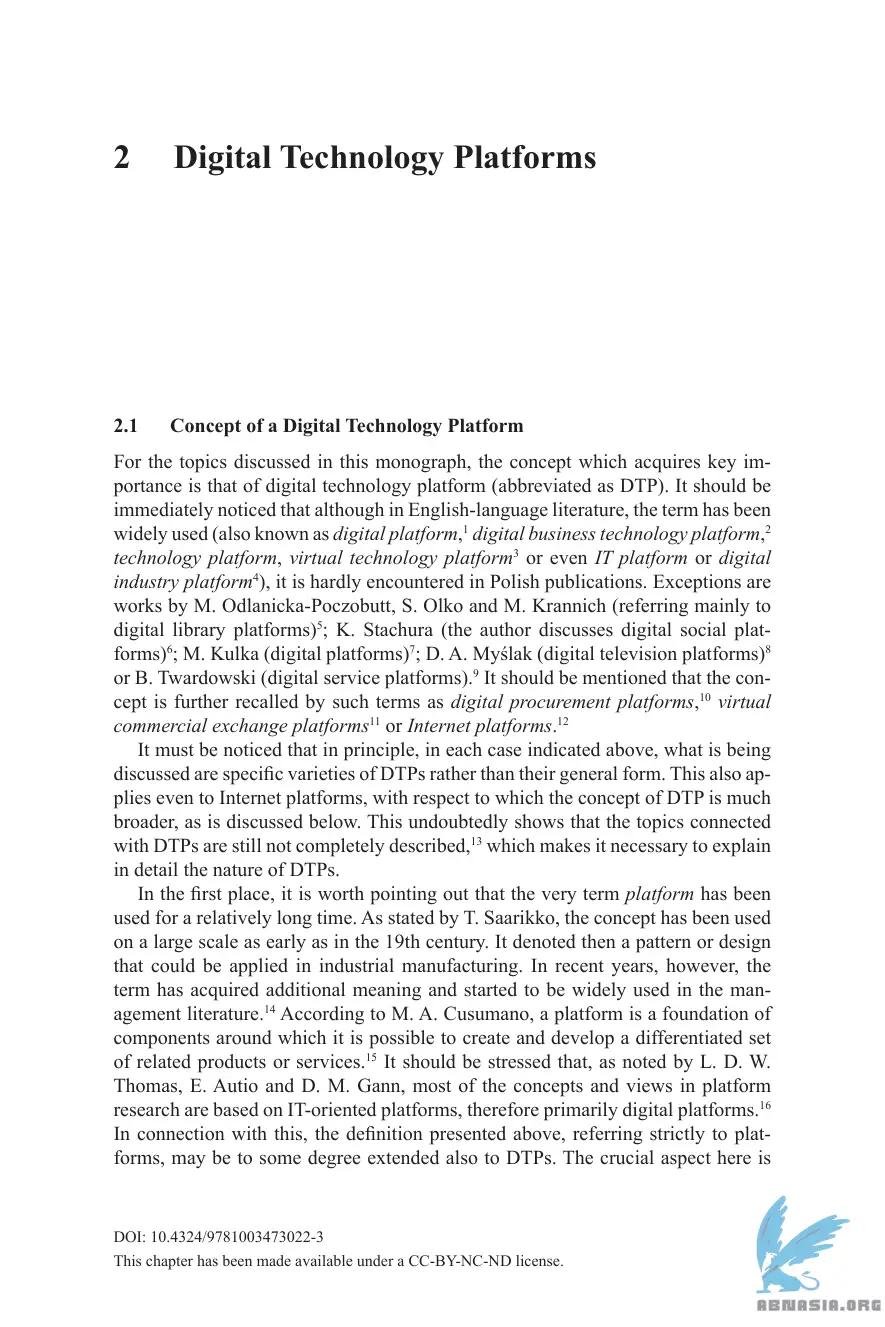 2 Digital Technology Platforms
2.1 Concept of a Digital Technology Platform
For the topics discussed in this monograph, the concept which acquires key im-
portance is that of digital technology platform (abbreviated as DTP). It should be
immediately noticed that although in English-language literature, the term has been
widely used (also known as digital platform,1 digital business technology platform,2
technology platform, virtual technology platform3 or even IT platform or digital
industry platform4), it is hardly encountered in Polish publications. Exceptions are
works by M. Odlanicka-Poczobutt, S. Olko and M. Krannich (referring mainly to
digital library platforms)5; K. Stachura (the author discusses digital social plat-
forms)6; M. Kulka (digital platforms)7; D. A. Myślak (digital television platforms)8
or B. Twardowski (digital service platforms).9 It should be mentioned that the con-
cept is further recalled by such terms as digital procurement platforms,10 virtual
commercial exchange platforms11 or Internet platforms.12
It must be noticed that in principle, in each case indicated above, what is being
discussed are specific varieties of DTPs rather than their general form. This also ap-
plies even to Internet platforms, with respect to which the concept of DTP is much
broader, as is discussed below. This undoubtedly shows that the topics connected
with DTPs are still not completely described,13 which makes it necessary to explain
in detail the nature of DTPs.
In the first place, it is worth pointing out that the very term platform has been
used for a relatively long time. As stated by T. Saarikko, the concept has been used
on a large scale as early as in the 19th century. It denoted then a pattern or design
that could be applied in industrial manufacturing. In recent years, however, the
term has acquired additional meaning and started to be widely used in the man-
agement literature.14 According to M. A. Cusumano, a platform is a foundation of
components around which it is possible to create and develop a differentiated set
of related products or services.15 It should be stressed that, as noted by L. D. W.
Thomas, E. Autio and D. M. Gann, most of the concepts and views in platform
research are based on IT-oriented platforms, therefore primarily digital platforms.16
In connection with this, the definition presented above, referring strictly to plat-
forms, may be to some degree extended also to DTPs. The crucial aspect here is
DOI: 10.4324/9781003473022-3
This chapter has been made available under a CC-BY-NC-ND license.
ABNASIA.ORG